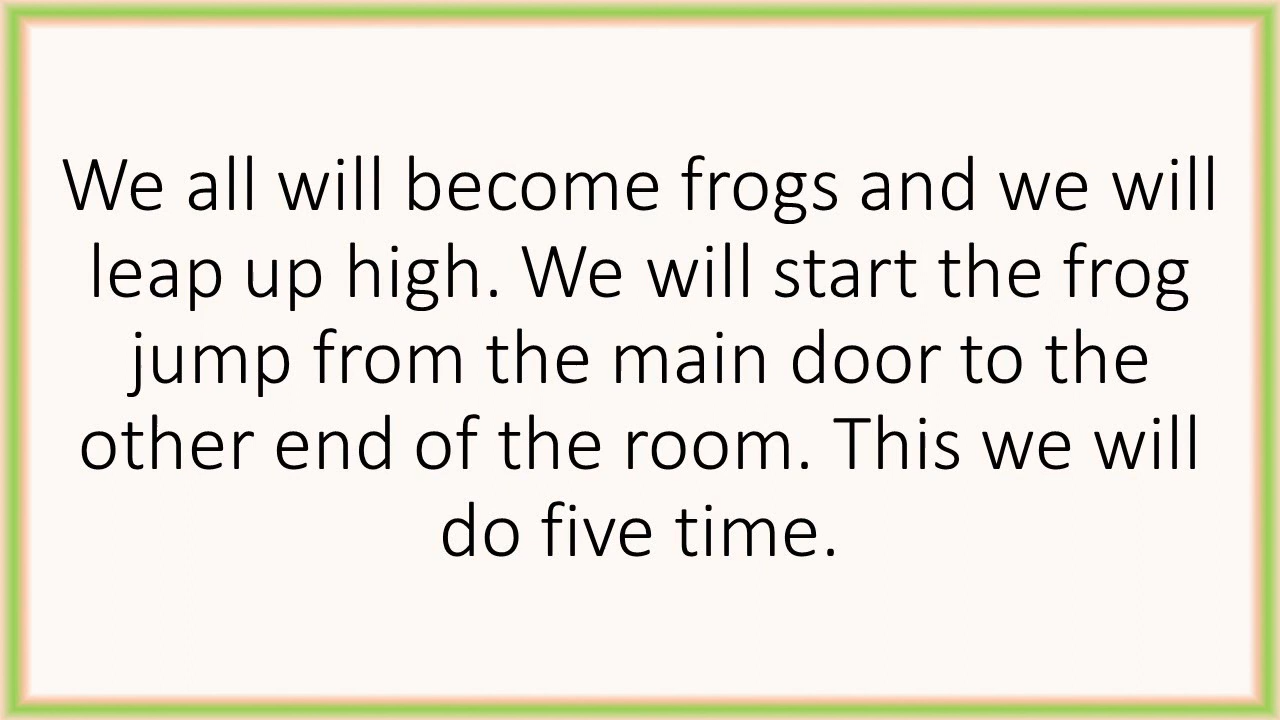 We all will become frogs and we will
leap up high. We will start the frog
jump from the main door to the
other end of the room. This we will
do five time.